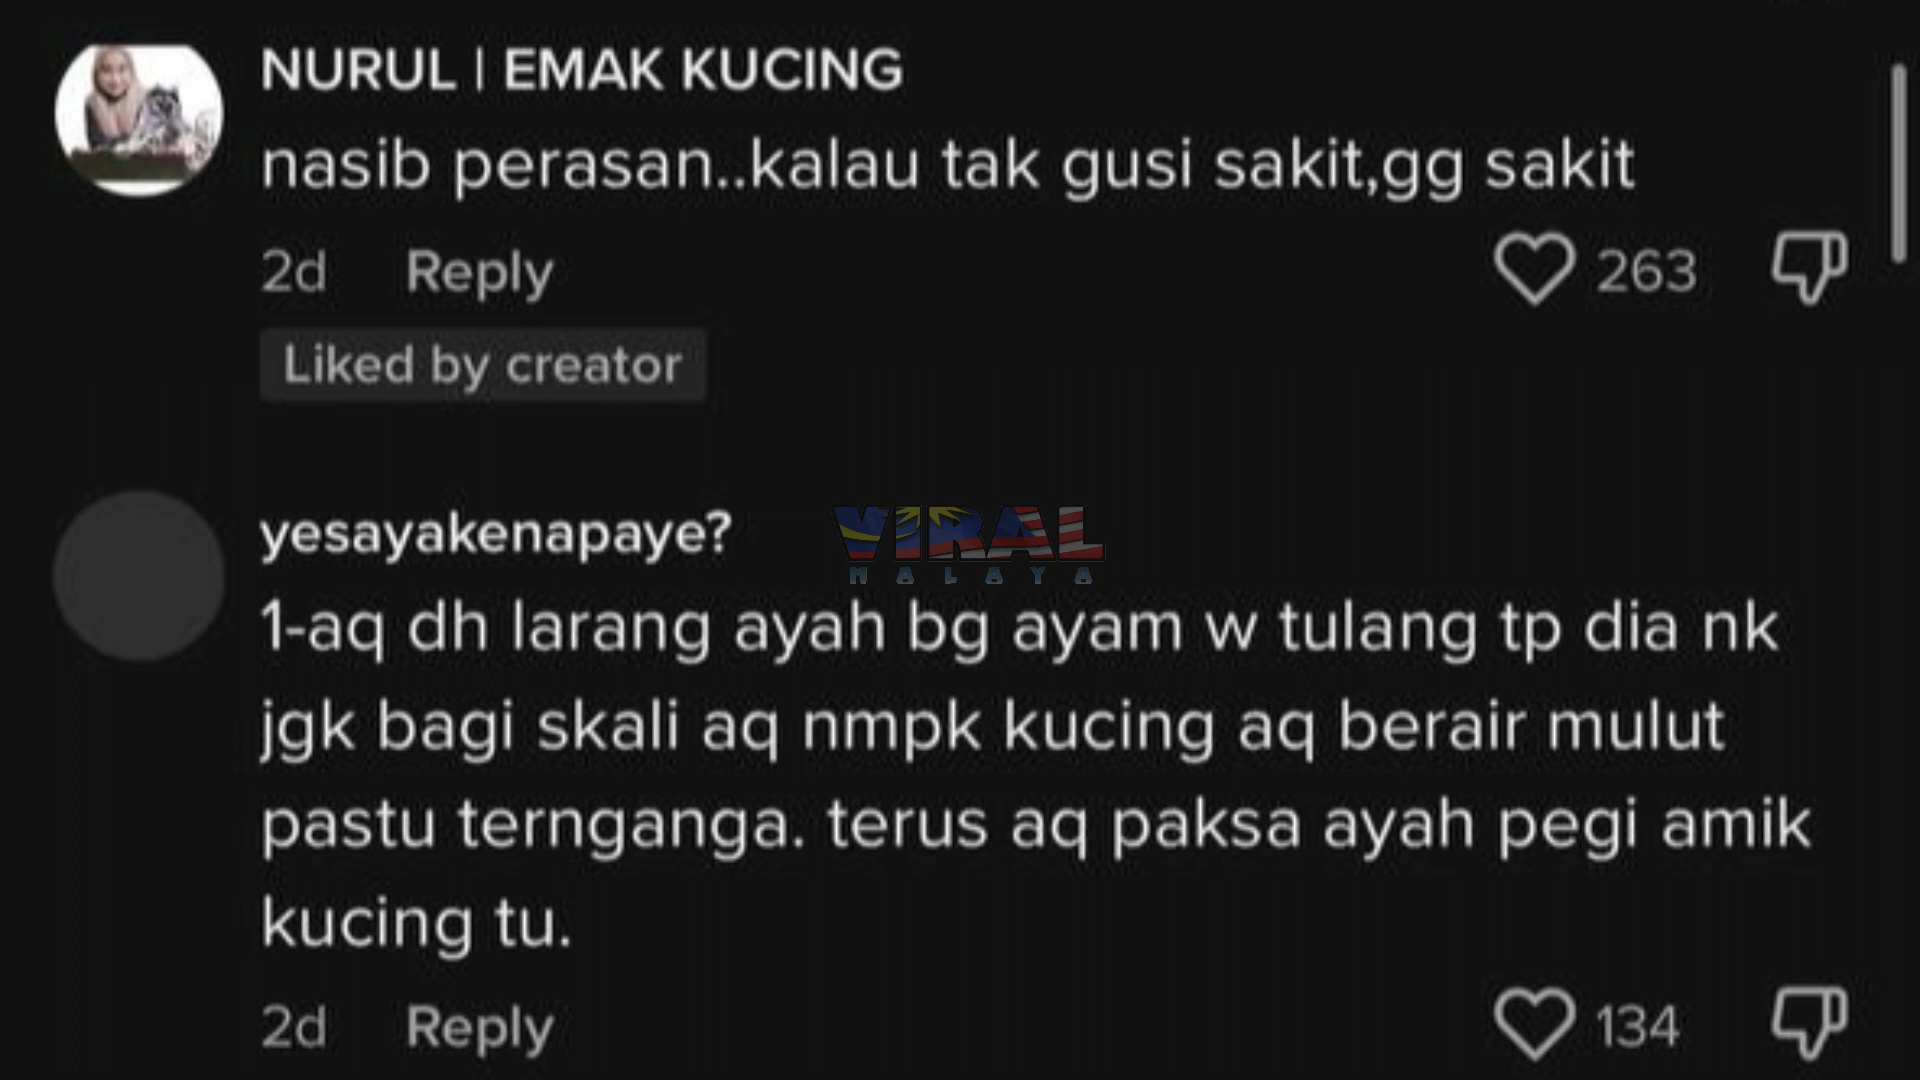 NURUL | EMAK KUCING
nasib perasan..kalau tak gusi sakit,gg sakit
2d Reply 263
Liked by creator
yesayakenapaye?
VIRAL
MALAYA
1-aq dh larang ayah bg ayam w tulang tp dia nk
jgk bagi skali aq nmpk kucing aq berair mulut
pastu ternganga. terus aq paksa ayah pegi amik
kucing tu.
2d Reply 134